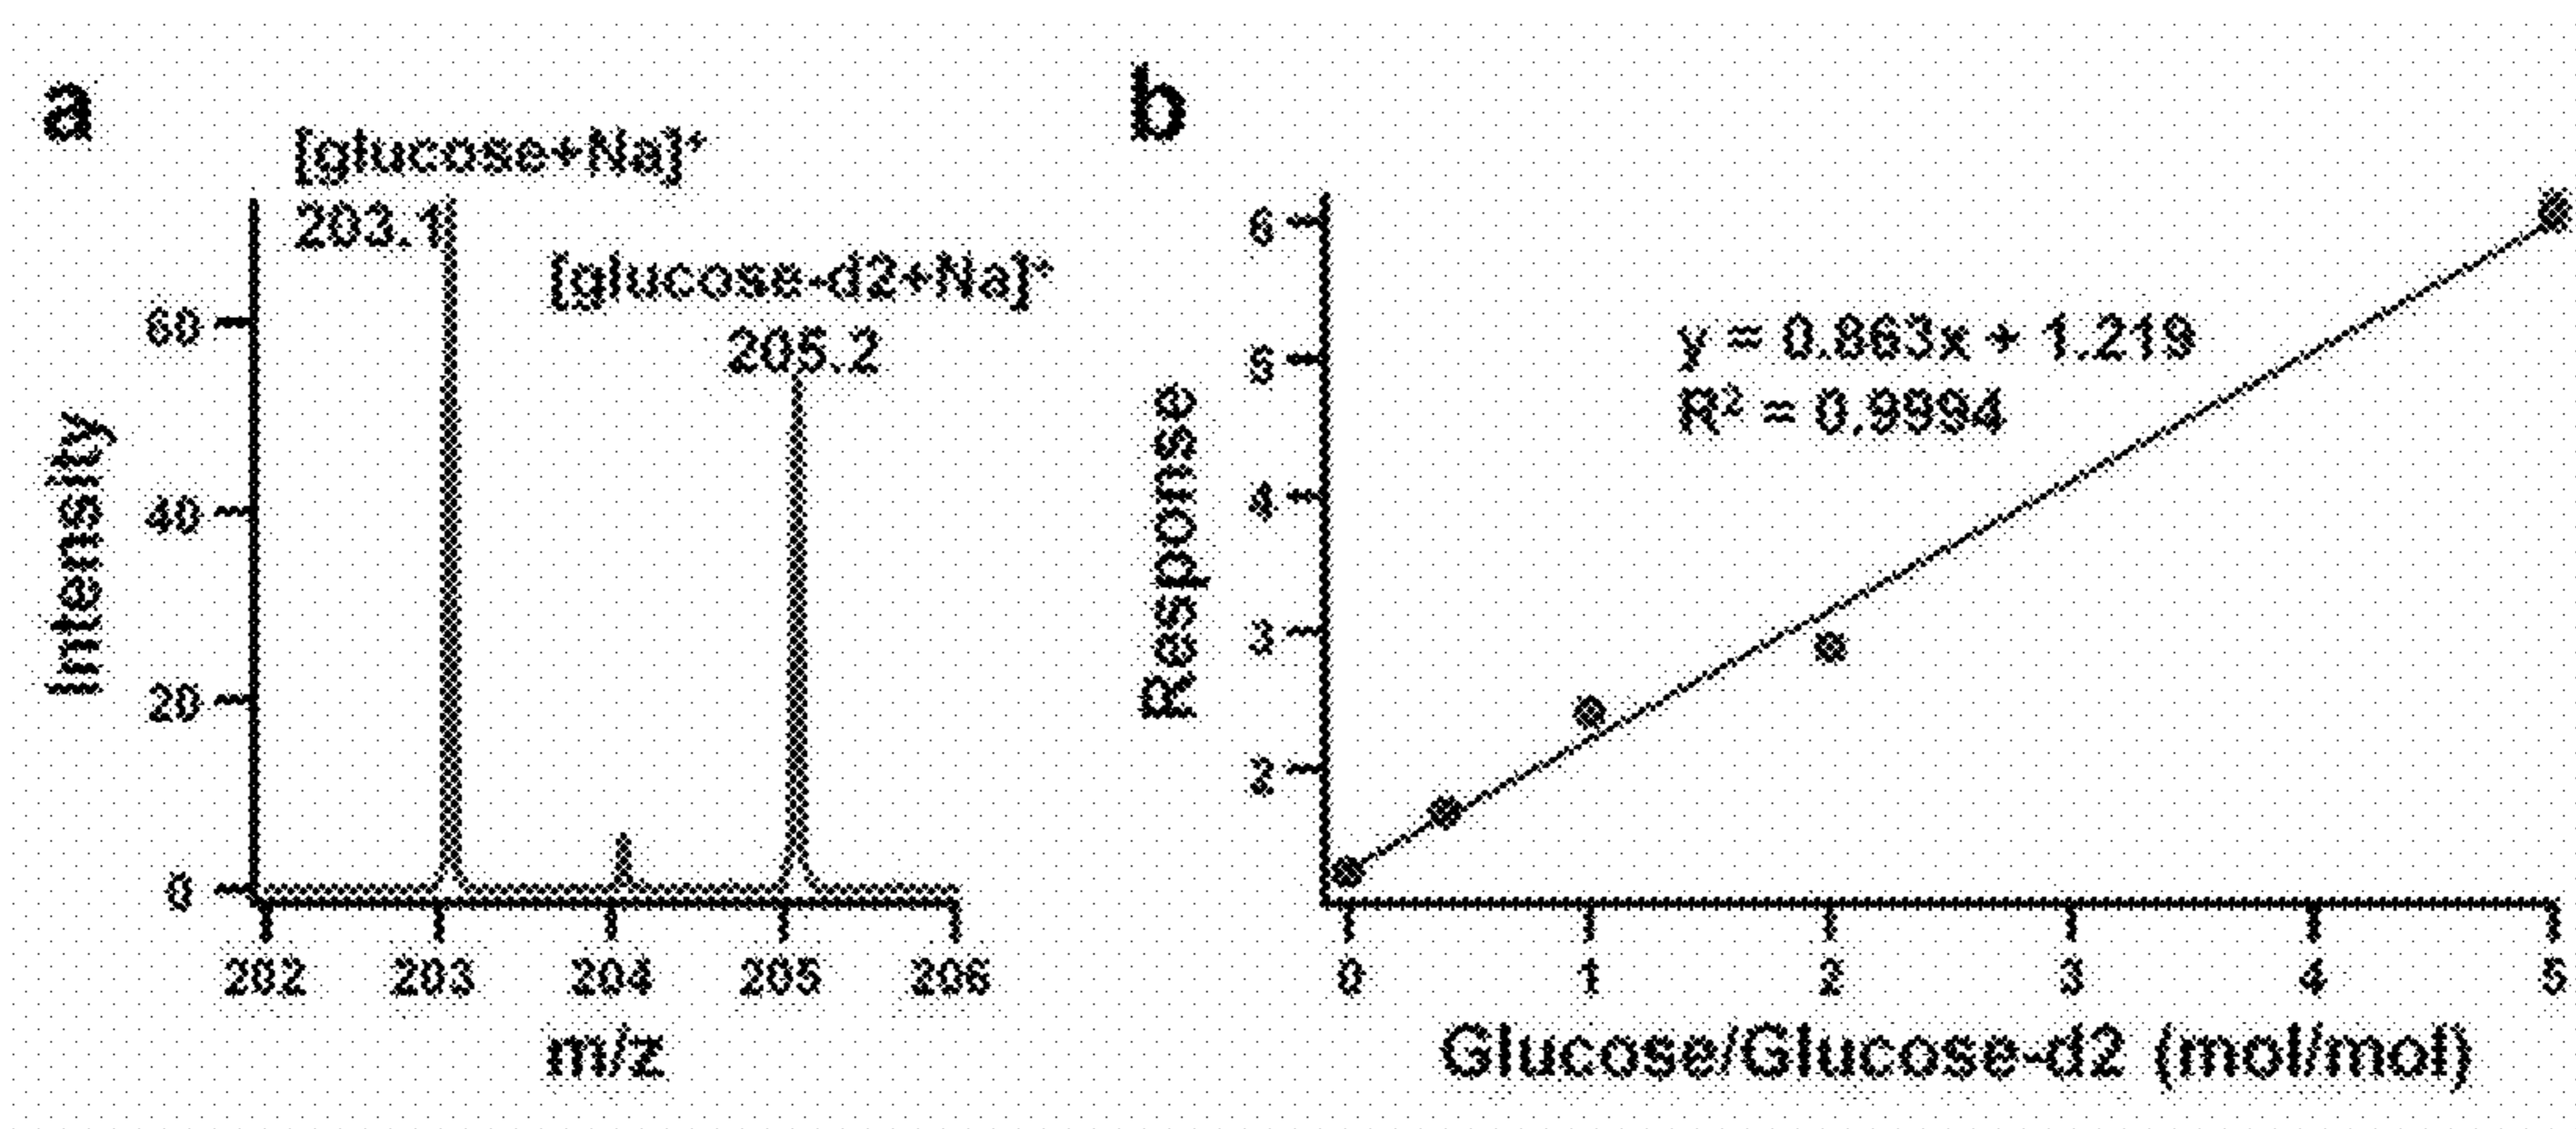 a
[glucose+Na]⁺
203.1
[glucose-d2+Na]⁺
205.2
60
40
20
0
Intensity
202 203 204 205 206
m/z
b
6
5
4
3
2
Response
y = 0.863x + 1.219
R² = 0.9994
0 1 2 3 4 5
Glucose/Glucose-d2 (mol/mol)